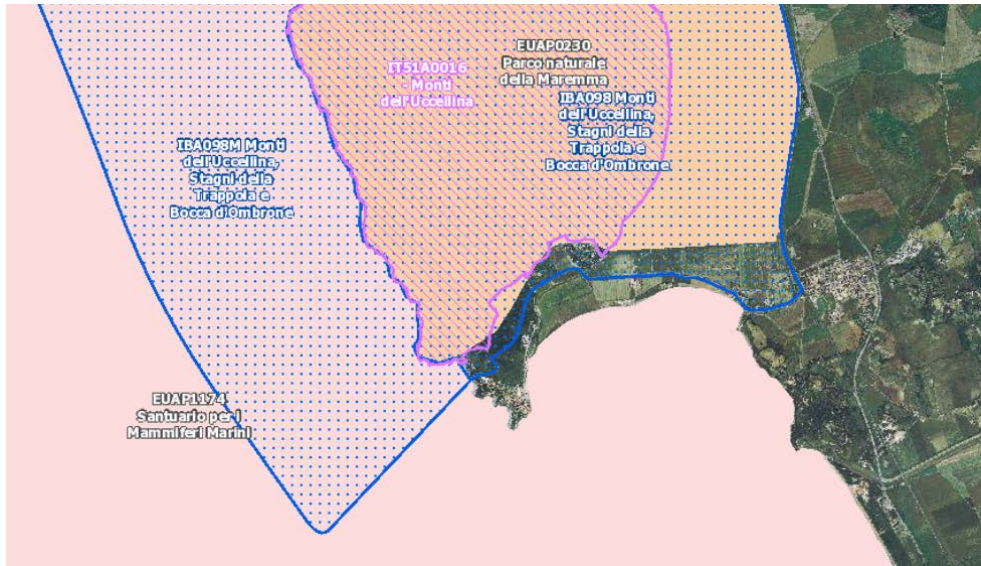 EUAP0230
Parco naturale
della Maremma
IT51A0016
- Monti
dell'Uccellina
IBA098 Monti
dell'Uccellina,
Stagni della
Trappola e
Bocca d'Ombrone
IBA098M Monti
dell'Uccellina,
Stagni della
Trappola e
Bocca d'Ombrone
EUAP1174
Santuario per i
Mammiferi Marini